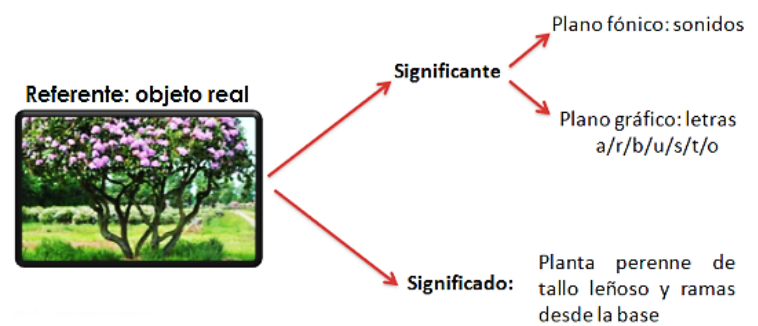 Referente: objeto real
Significante
Plano fónico: sonidos
Plano gráfico: letras
a/r/b/u/s/t/o
Significado:
Planta perenne de
tallo leñoso y ramas
desde la base